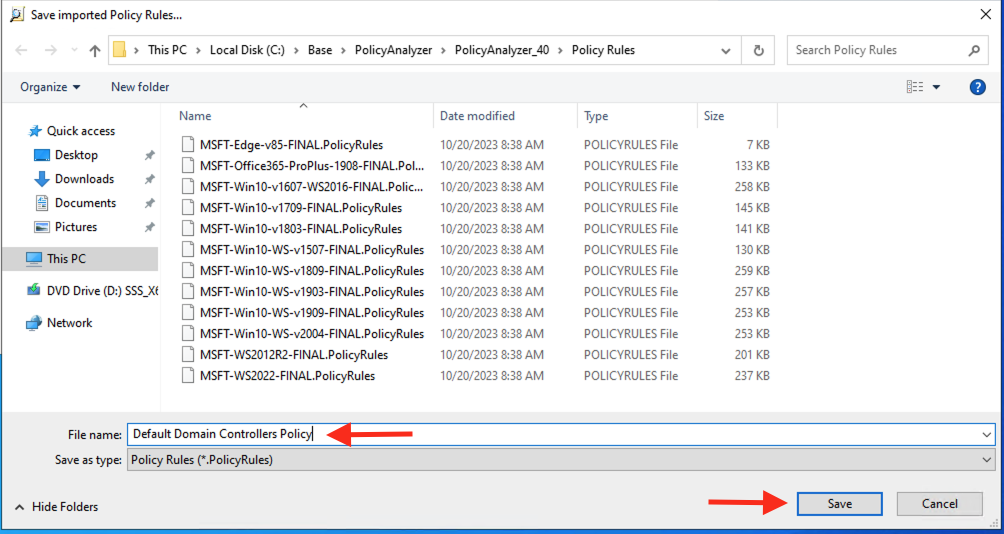 Save imported Policy Rules...
This PC > Local Disk (C:) > Base > PolicyAnalyzer > PolicyAnalyzer_40 > Policy Rules
Search Policy Rules
Organize
New folder
?
Name Date modified Type Size
Quick access
Desktop
Downloads
Documents
Pictures
This PC
DVD Drive (D:) SSS_X6
Network
MSFT-Edge-v85-FINAL.PolicyRules 10/20/2023 8:38 AM POLICYRULES File 7 KB
MSFT-Office365-ProPlus-1908-FINAL.Pol... 10/20/2023 8:38 AM POLICYRULES File 133 KB
MSFT-Win10-v1607-WS2016-FINAL.Polic... 10/20/2023 8:38 AM POLICYRULES File 258 KB
MSFT-Win10-v1709-FINAL.PolicyRules 10/20/2023 8:38 AM POLICYRULES File 145 KB
MSFT-Win10-v1803-FINAL.PolicyRules 10/20/2023 8:38 AM POLICYRULES File 141 KB
MSFT-Win10-WS-v1507-FINAL.PolicyRules 10/20/2023 8:38 AM POLICYRULES File 130 KB
MSFT-Win10-WS-v1809-FINAL.PolicyRules 10/20/2023 8:38 AM POLICYRULES File 259 KB
MSFT-Win10-WS-v1903-FINAL.PolicyRules 10/20/2023 8:38 AM POLICYRULES File 257 KB
MSFT-Win10-WS-v1909-FINAL.PolicyRules 10/20/2023 8:38 AM POLICYRULES File 253 KB
MSFT-Win10-WS-v2004-FINAL.PolicyRules 10/20/2023 8:38 AM POLICYRULES File 253 KB
MSFT-WS2012R2-FINAL.PolicyRules 10/20/2023 8:38 AM POLICYRULES File 201 KB
MSFT-WS2022-FINAL.PolicyRules 10/20/2023 8:38 AM POLICYRULES File 237 KB
File name: Default Domain Controllers Policy
Save as type: Policy Rules (*.PolicyRules)
Hide Folders
Save
Cancel